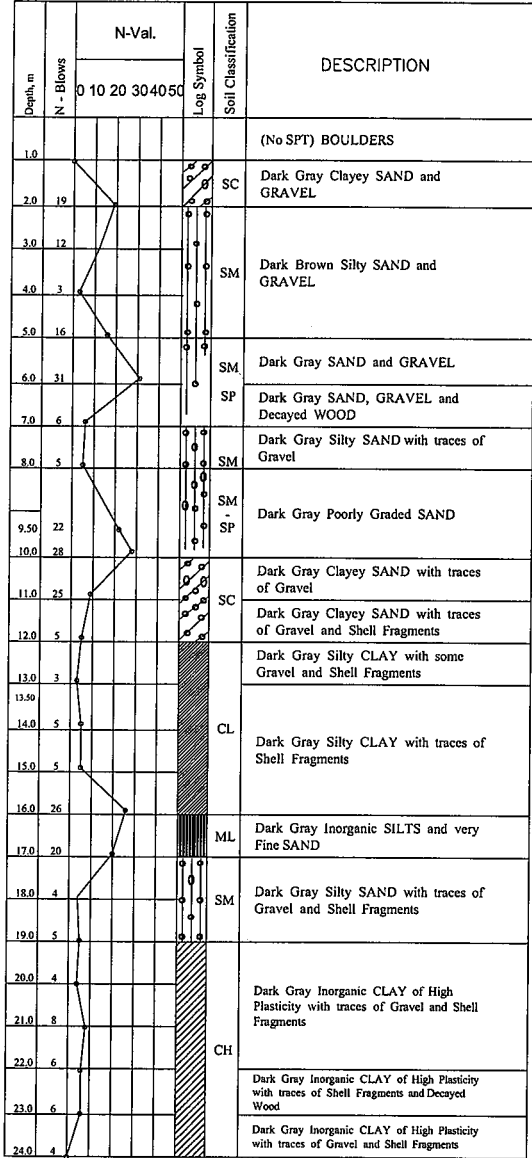 Depth, m
N - Blows
N-Val.
0 10 20 30 40 50
Log Symbol
Soil Classification
DESCRIPTION
(No SPT) BOULDERS
1.0
SC
Dark Gray Clayey SAND and
GRAVEL
2.0 19
3.0 12
SM
Dark Brown Silty SAND and
GRAVEL
4.0 3
5.0 16
SM
Dark Gray SAND and GRAVEL
6.0 31
SP
Dark Gray SAND, GRAVEL and
Decayed WOOD
7.0 6
Dark Gray Silty SAND with traces of
Gravel
8.0 5
SM
SM
-
SP
Dark Gray Poorly Graded SAND
9.50 22
10.0 28
Dark Gray Clayey SAND with traces
of Gravel
11.0 25
SC
Dark Gray Clayey SAND with traces
of Gravel and Shell Fragments
12.0 5
Dark Gray Silty CLAY with some
Gravel and Shell Fragments
13.0 3
13.50
14.0 5
CL
Dark Gray Silty CLAY with traces of
Shell Fragments
15.0 5
16.0 26
ML
Dark Gray Inorganic SILTS and very
Fine SAND
17.0 20
18.0 4
SM
Dark Gray Silty SAND with traces of
Gravel and Shell Fragments
19.0 5
20.0 4
Dark Gray Inorganic CLAY of High
Plasticity with traces of Gravel and Shell
Fragments
21.0 8
CH
22.0 6
Dark Gray Inorganic CLAY of High Plasticity
with traces of Shell Fragments and Decayed
Wood
23.0 6
Dark Gray Inorganic CLAY of High Plasticity
with traces of Gravel and Shell Fragments
24.0 4